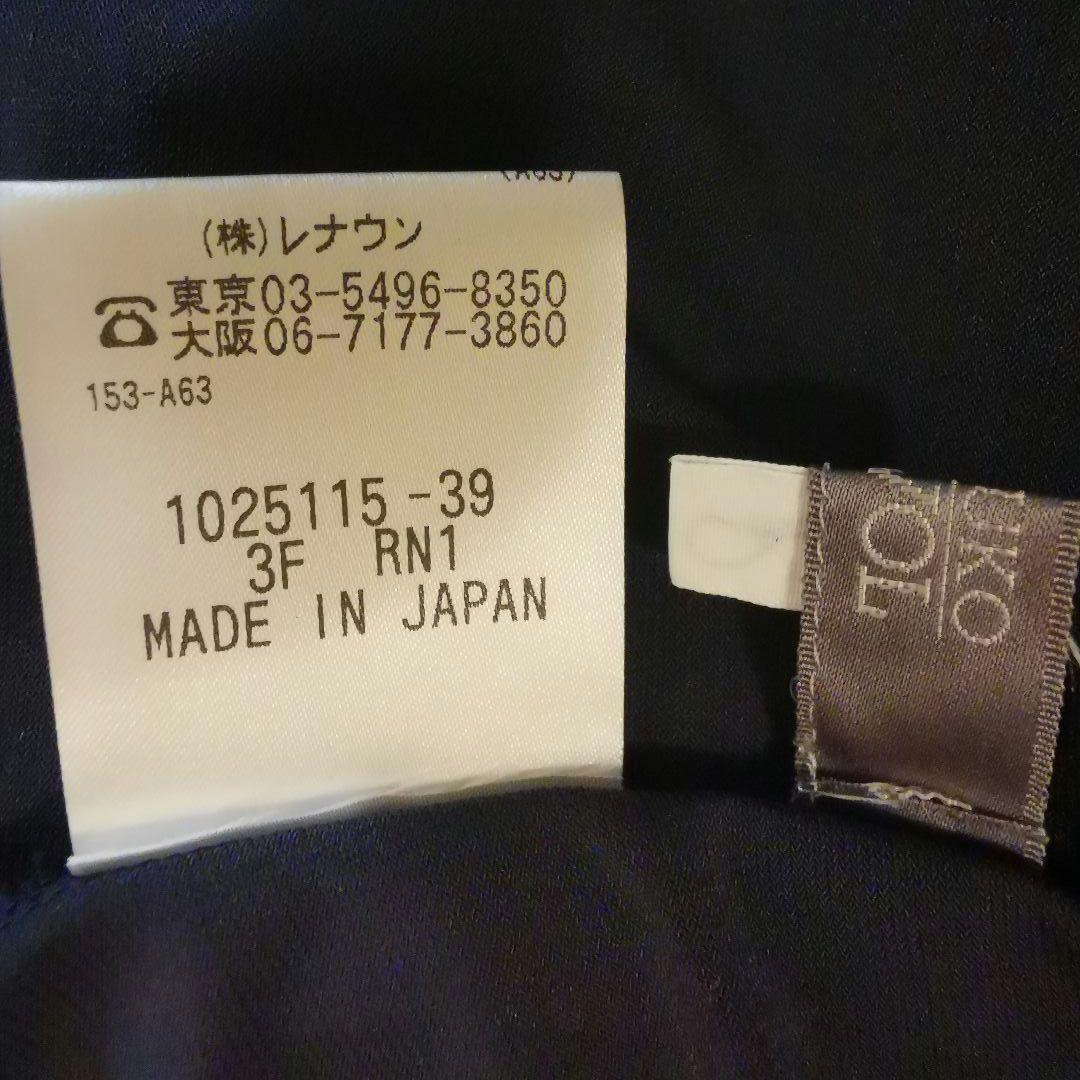 (A63)
(株)レナウン
☎ 東京03-5496-8350
大阪06-7177-3860
153-A63
1025115-39
3F RN1
MADE IN JAPAN